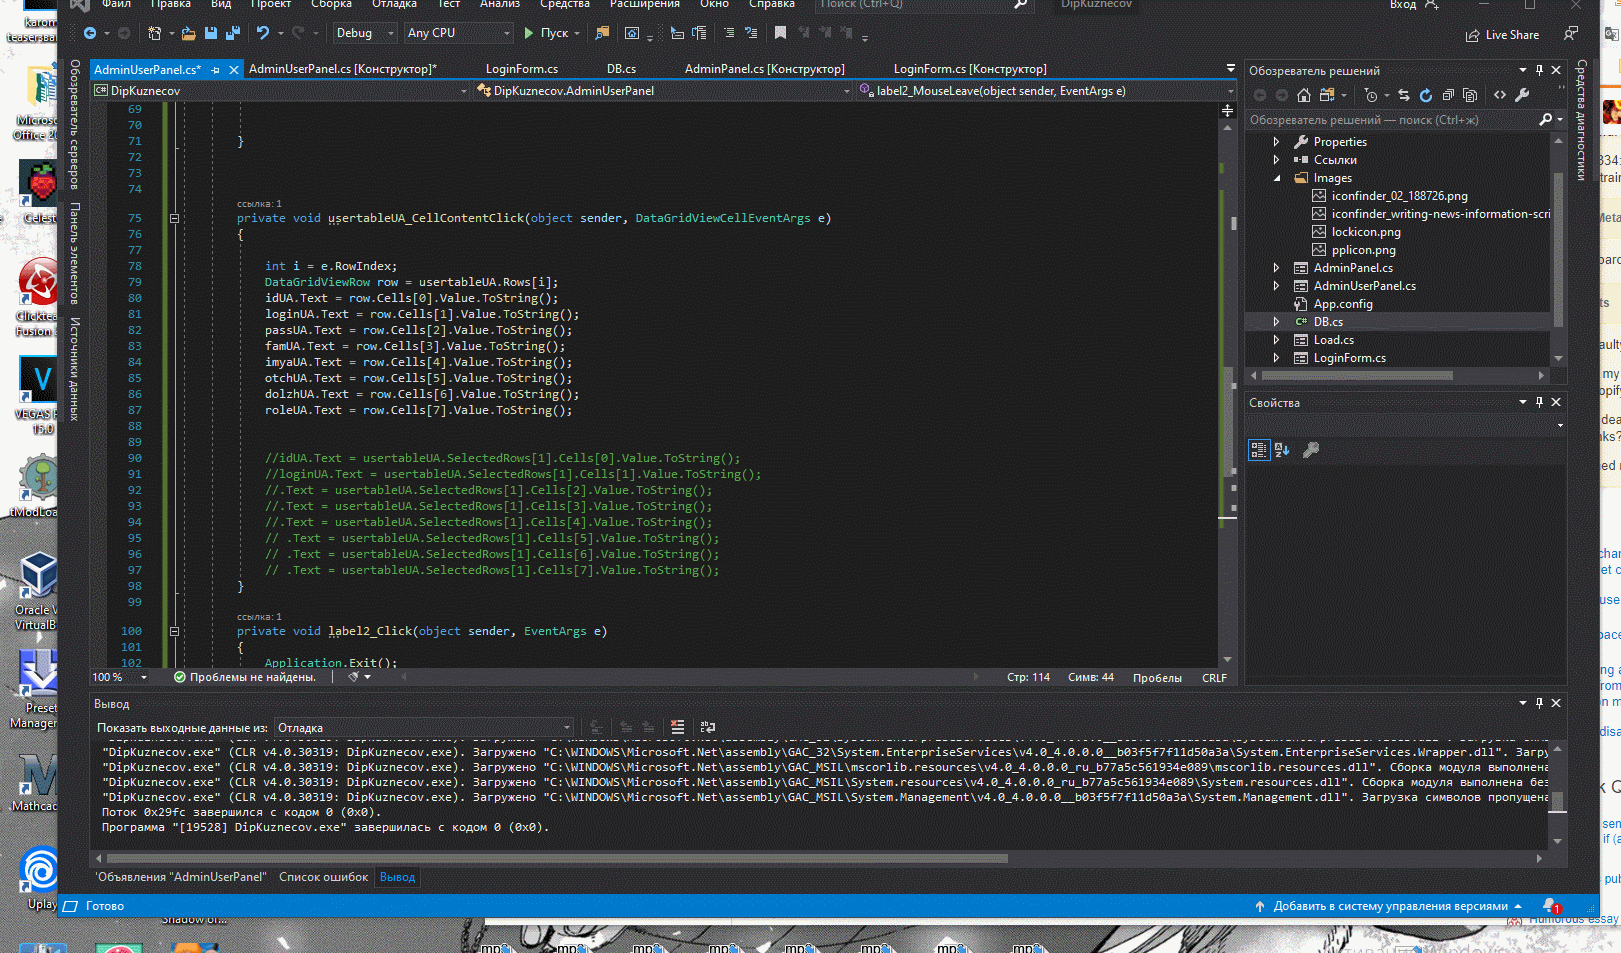 Файл Правка Вид Проект Сборка Отладка Тест Анализ Средства Расширения Окно Справка Поиск (Ctrl+Q) DipKuznecov Вход
Debug Any CPU Пуск Live Share
AdminUserPanel.cs* AdminUserPanel.cs [Конструктор]* LoginForm.cs DB.cs AdminPanel.cs [Конструктор] LoginForm.cs [Конструктор]
DipKuznecov DipKuznecov.AdminUserPanel label2_MouseLeave(object sender, EventArgs e)
Обозреватель серверов
Панель элементов
Источники данных
69
70
71 }
72
73
74
ссылка: 1
75 private void usertableUA_CellContentClick(object sender, DataGridViewCellEventArgs e)
76 {
77
78 int i = e.RowIndex;
79 DataGridViewRow row = usertableUA.Rows[i];
80 idUA.Text = row.Cells[0].Value.ToString();
81 loginUA.Text = row.Cells[1].Value.ToString();
82 passUA.Text = row.Cells[2].Value.ToString();
83 famUA.Text = row.Cells[3].Value.ToString();
84 imyaUA.Text = row.Cells[4].Value.ToString();
85 otchUA.Text = row.Cells[5].Value.ToString();
86 dolzhUA.Text = row.Cells[6].Value.ToString();
87 roleUA.Text = row.Cells[7].Value.ToString();
88
89
90 //idUA.Text = usertableUA.SelectedRows[1].Cells[0].Value.ToString();
91 //loginUA.Text = usertableUA.SelectedRows[1].Cells[1].Value.ToString();
92 //.Text = usertableUA.SelectedRows[1].Cells[2].Value.ToString();
93 //.Text = usertableUA.SelectedRows[1].Cells[3].Value.ToString();
94 //.Text = usertableUA.SelectedRows[1].Cells[4].Value.ToString();
95 // .Text = usertableUA.SelectedRows[1].Cells[5].Value.ToString();
96 // .Text = usertableUA.SelectedRows[1].Cells[6].Value.ToString();
97 // .Text = usertableUA.SelectedRows[1].Cells[7].Value.ToString();
98 }
99
ссылка: 1
100 private void label2_Click(object sender, EventArgs e)
101 {
102 Application.Exit();
100 % Проблемы не найдены. Стр: 114 Симв: 44 Пробелы CRLF
Обозреватель решений
Обозреватель решений — поиск (Ctrl+ж)
Properties
Ссылки
Images
iconfinder_02_188726.png
iconfinder_writing-news-information-scri
lockicon.png
pplicon.png
AdminPanel.cs
AdminUserPanel.cs
App.config
DB.cs
Load.cs
LoginForm.cs
Свойства
Средства диагностики
Вывод
Показать выходные данные из: Отладка
"DipKuznecov.exe" (CLR v4.0.30319: DipKuznecov.exe). Загружено "C:\WINDOWS\Microsoft.Net\assembly\GAC_32\System.EnterpriseServices\v4.0_4.0.0.0__b03f5f7f11d50a3a\System.EnterpriseServices.Wrapper.dll". Загру
"DipKuznecov.exe" (CLR v4.0.30319: DipKuznecov.exe). Загружено "C:\WINDOWS\Microsoft.Net\assembly\GAC_MSIL\mscorlib.resources\v4.0_4.0.0.0_ru_b77a5c561934e089\mscorlib.resources.dll". Сборка модуля выполнена
"DipKuznecov.exe" (CLR v4.0.30319: DipKuznecov.exe). Загружено "C:\WINDOWS\Microsoft.Net\assembly\GAC_MSIL\System.resources\v4.0_4.0.0.0_ru_b77a5c561934e089\System.resources.dll". Сборка модуля выполнена без
"DipKuznecov.exe" (CLR v4.0.30319: DipKuznecov.exe). Загружено "C:\WINDOWS\Microsoft.Net\assembly\GAC_MSIL\System.Management\v4.0_4.0.0.0__b03f5f7f11d50a3a\System.Management.dll". Загрузка символов пропущена
Поток 0x29fc завершился с кодом 0 (0x0).
Программа "[19528] DipKuznecov.exe" завершилась с кодом 0 (0x0).
'Объявления "AdminUserPanel" Список ошибок Вывод
Готово Добавить в систему управления версиями 1
Oracle V
VirtualB
Preset
Manager
Mathcad
Uplay
VEGAS
15.0
Humorous essay